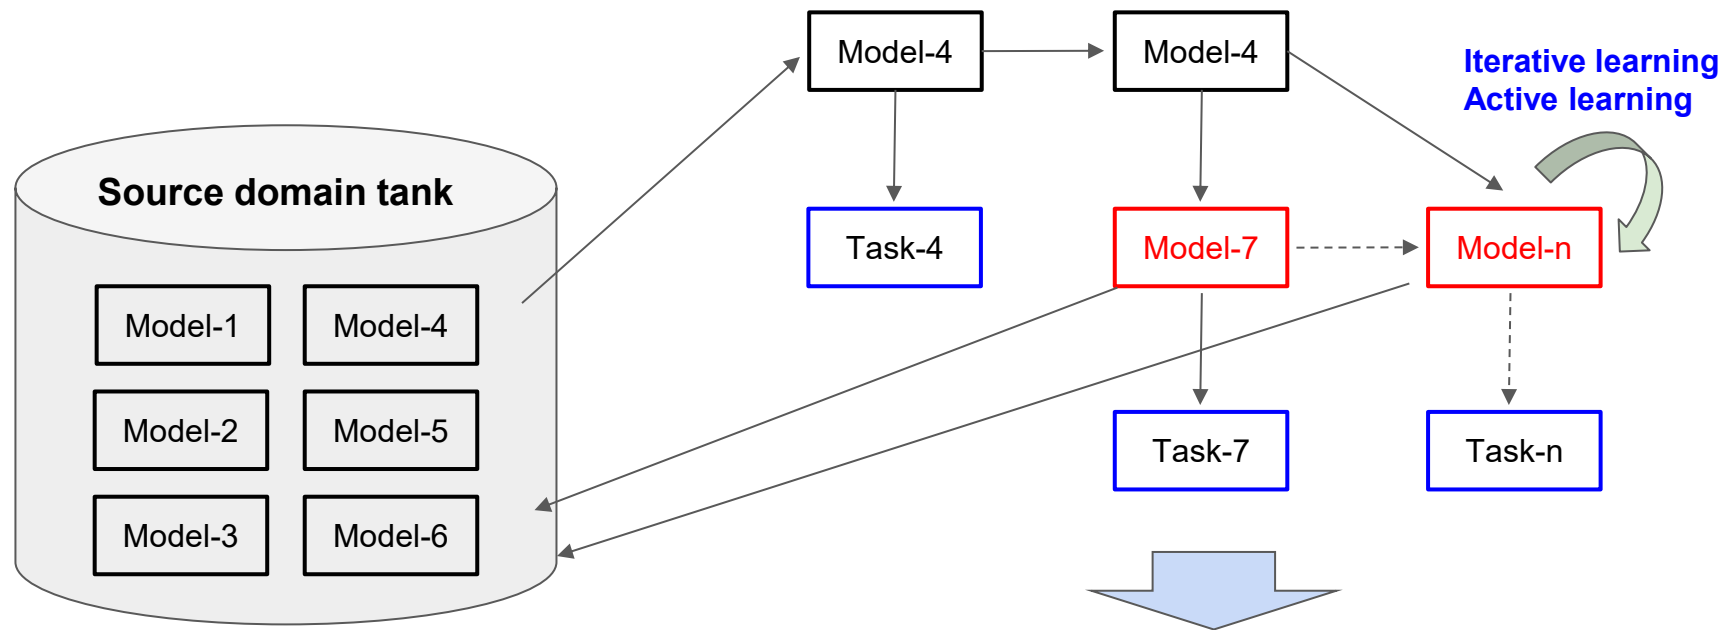 Model-4
Model-4
Iterative learning
Active learning
Source domain tank
Task-4
Model-7
Model-n
Model-1
Model-4
Model-2
Model-5
Task-7
Task-n
Model-3
Model-6